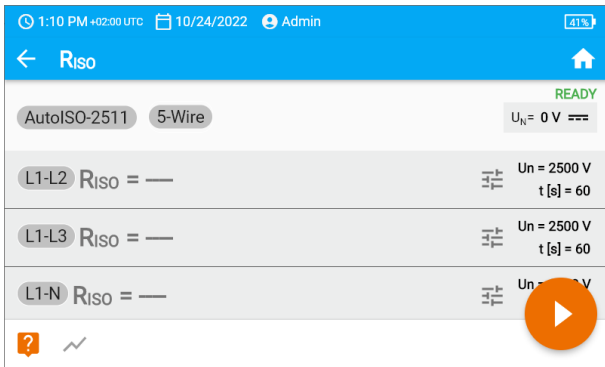 1:10 PM +02:00 UTC 10/24/2022 Admin 41%
RISO
READY
AutoISO-2511 5-Wire UN= 0 V
L1-L2 RISO = ––– Un = 2500 V
t [s] = 60
L1-L3 RISO = ––– Un = 2500 V
t [s] = 60
L1-N RISO = ––– Un V
?